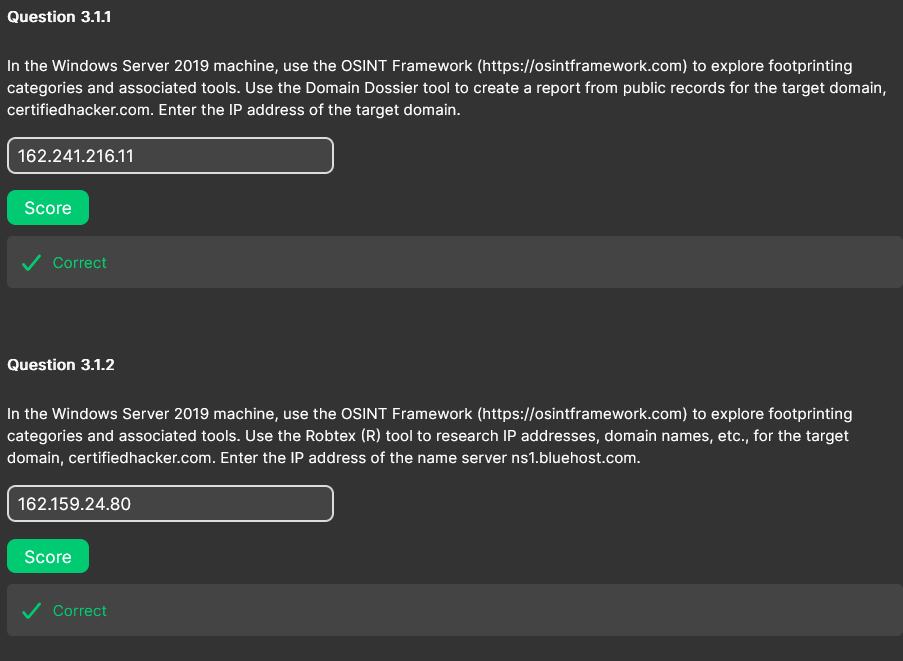 Question 3.1.1
In the Windows Server 2019 machine, use the OSINT Framework (https://osintframework.com) to explore footprinting
categories and associated tools. Use the Domain Dossier tool to create a report from public records for the target domain,
certifiedhacker.com. Enter the IP address of the target domain.
162.241.216.11
Score
Correct
Question 3.1.2
In the Windows Server 2019 machine, use the OSINT Framework (https://osintframework.com) to explore footprinting
categories and associated tools. Use the Robtex (R) tool to research IP addresses, domain names, etc., for the target
domain, certifiedhacker.com. Enter the IP address of the name server ns1.bluehost.com.
162.159.24.80
Score
Correct